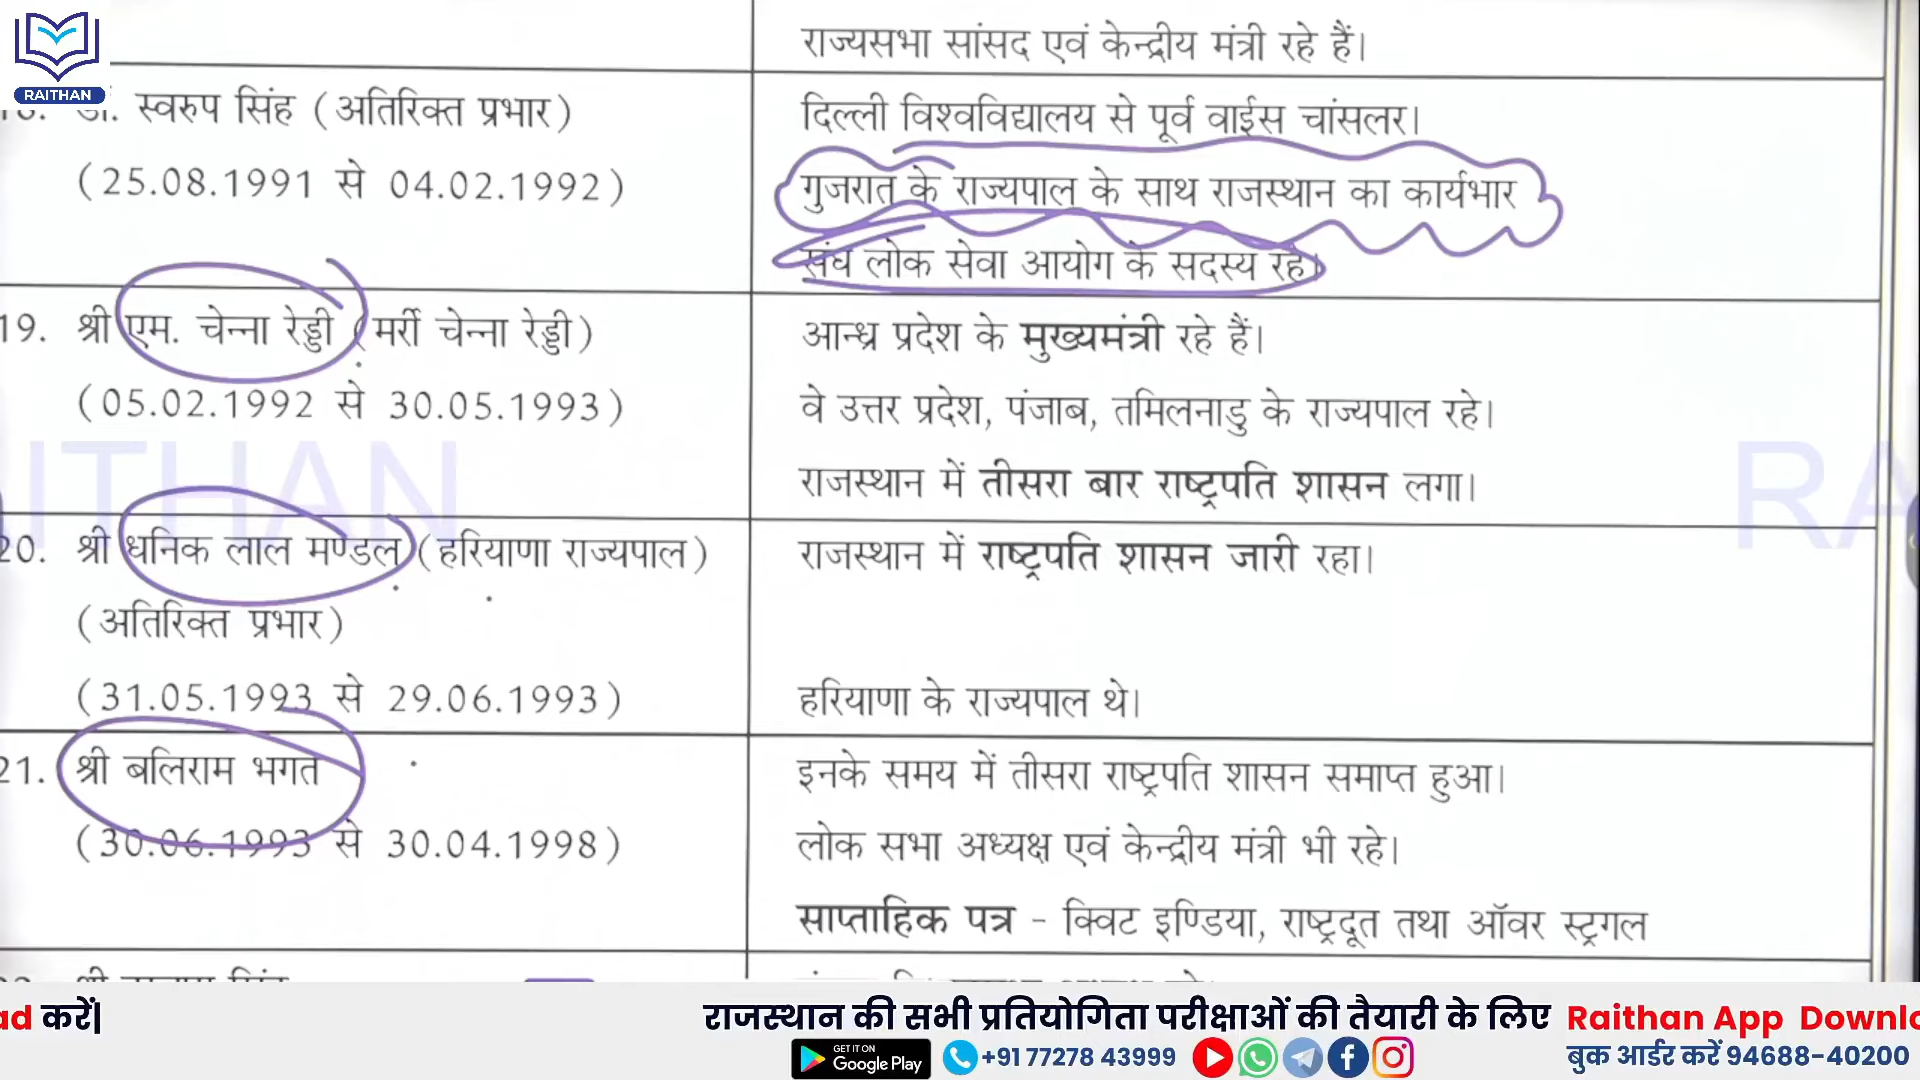 RAITHAN
राज्यसभा सांसद एवं केन्द्रीय मंत्री रहे हैं।
स्वरुप सिंह (अतिरिक्त प्रभार)
(25.08.1991 से 04.02.1992)
दिल्ली विश्वविद्यालय से पूर्व वाईस चांसलर।
गुजरात के राज्यपाल के साथ राजस्थान का कार्यभार
संघ लोक सेवा आयोग के सदस्य रहे।
19. श्री एम. चेन्ना रेड्डी (मर्री चेन्ना रेड्डी)
(05.02.1992 से 30.05.1993)
आन्ध्र प्रदेश के मुख्यमंत्री रहे हैं।
वे उत्तर प्रदेश, पंजाब, तमिलनाडु के राज्यपाल रहे।
राजस्थान में तीसरा बार राष्ट्रपति शासन लगा।
20. श्री धनिक लाल मण्डल (हरियाणा राज्यपाल)
(अतिरिक्त प्रभार)
(31.05.1993 से 29.06.1993)
राजस्थान में राष्ट्रपति शासन जारी रहा।
हरियाणा के राज्यपाल थे।
21. श्री बलिराम भगत
(30.06.1993 से 30.04.1998)
इनके समय में तीसरा राष्ट्रपति शासन समाप्त हुआ।
लोक सभा अध्यक्ष एवं केन्द्रीय मंत्री भी रहे।
साप्ताहिक पत्र - क्विट इण्डिया, राष्ट्रदूत तथा ऑवर स्ट्रगल
करें|
राजस्थान की सभी प्रतियोगिता परीक्षाओं की तैयारी के लिए Raithan App Downlo
GET IT ON
Google Play
+91 77278 43999
बुक आर्डर करें 94688-40200